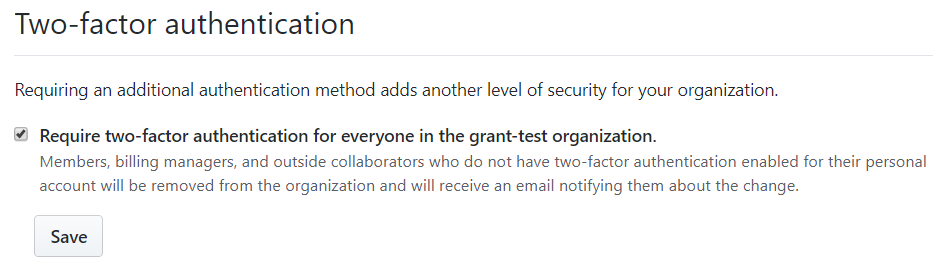 Two-factor authentication
Requiring an additional authentication method adds another level of security for your organization.
Require two-factor authentication for everyone in the grant-test organization.
Members, billing managers, and outside collaborators who do not have two-factor authentication enabled for their personal
account will be removed from the organization and will receive an email notifying them about the change.
Save